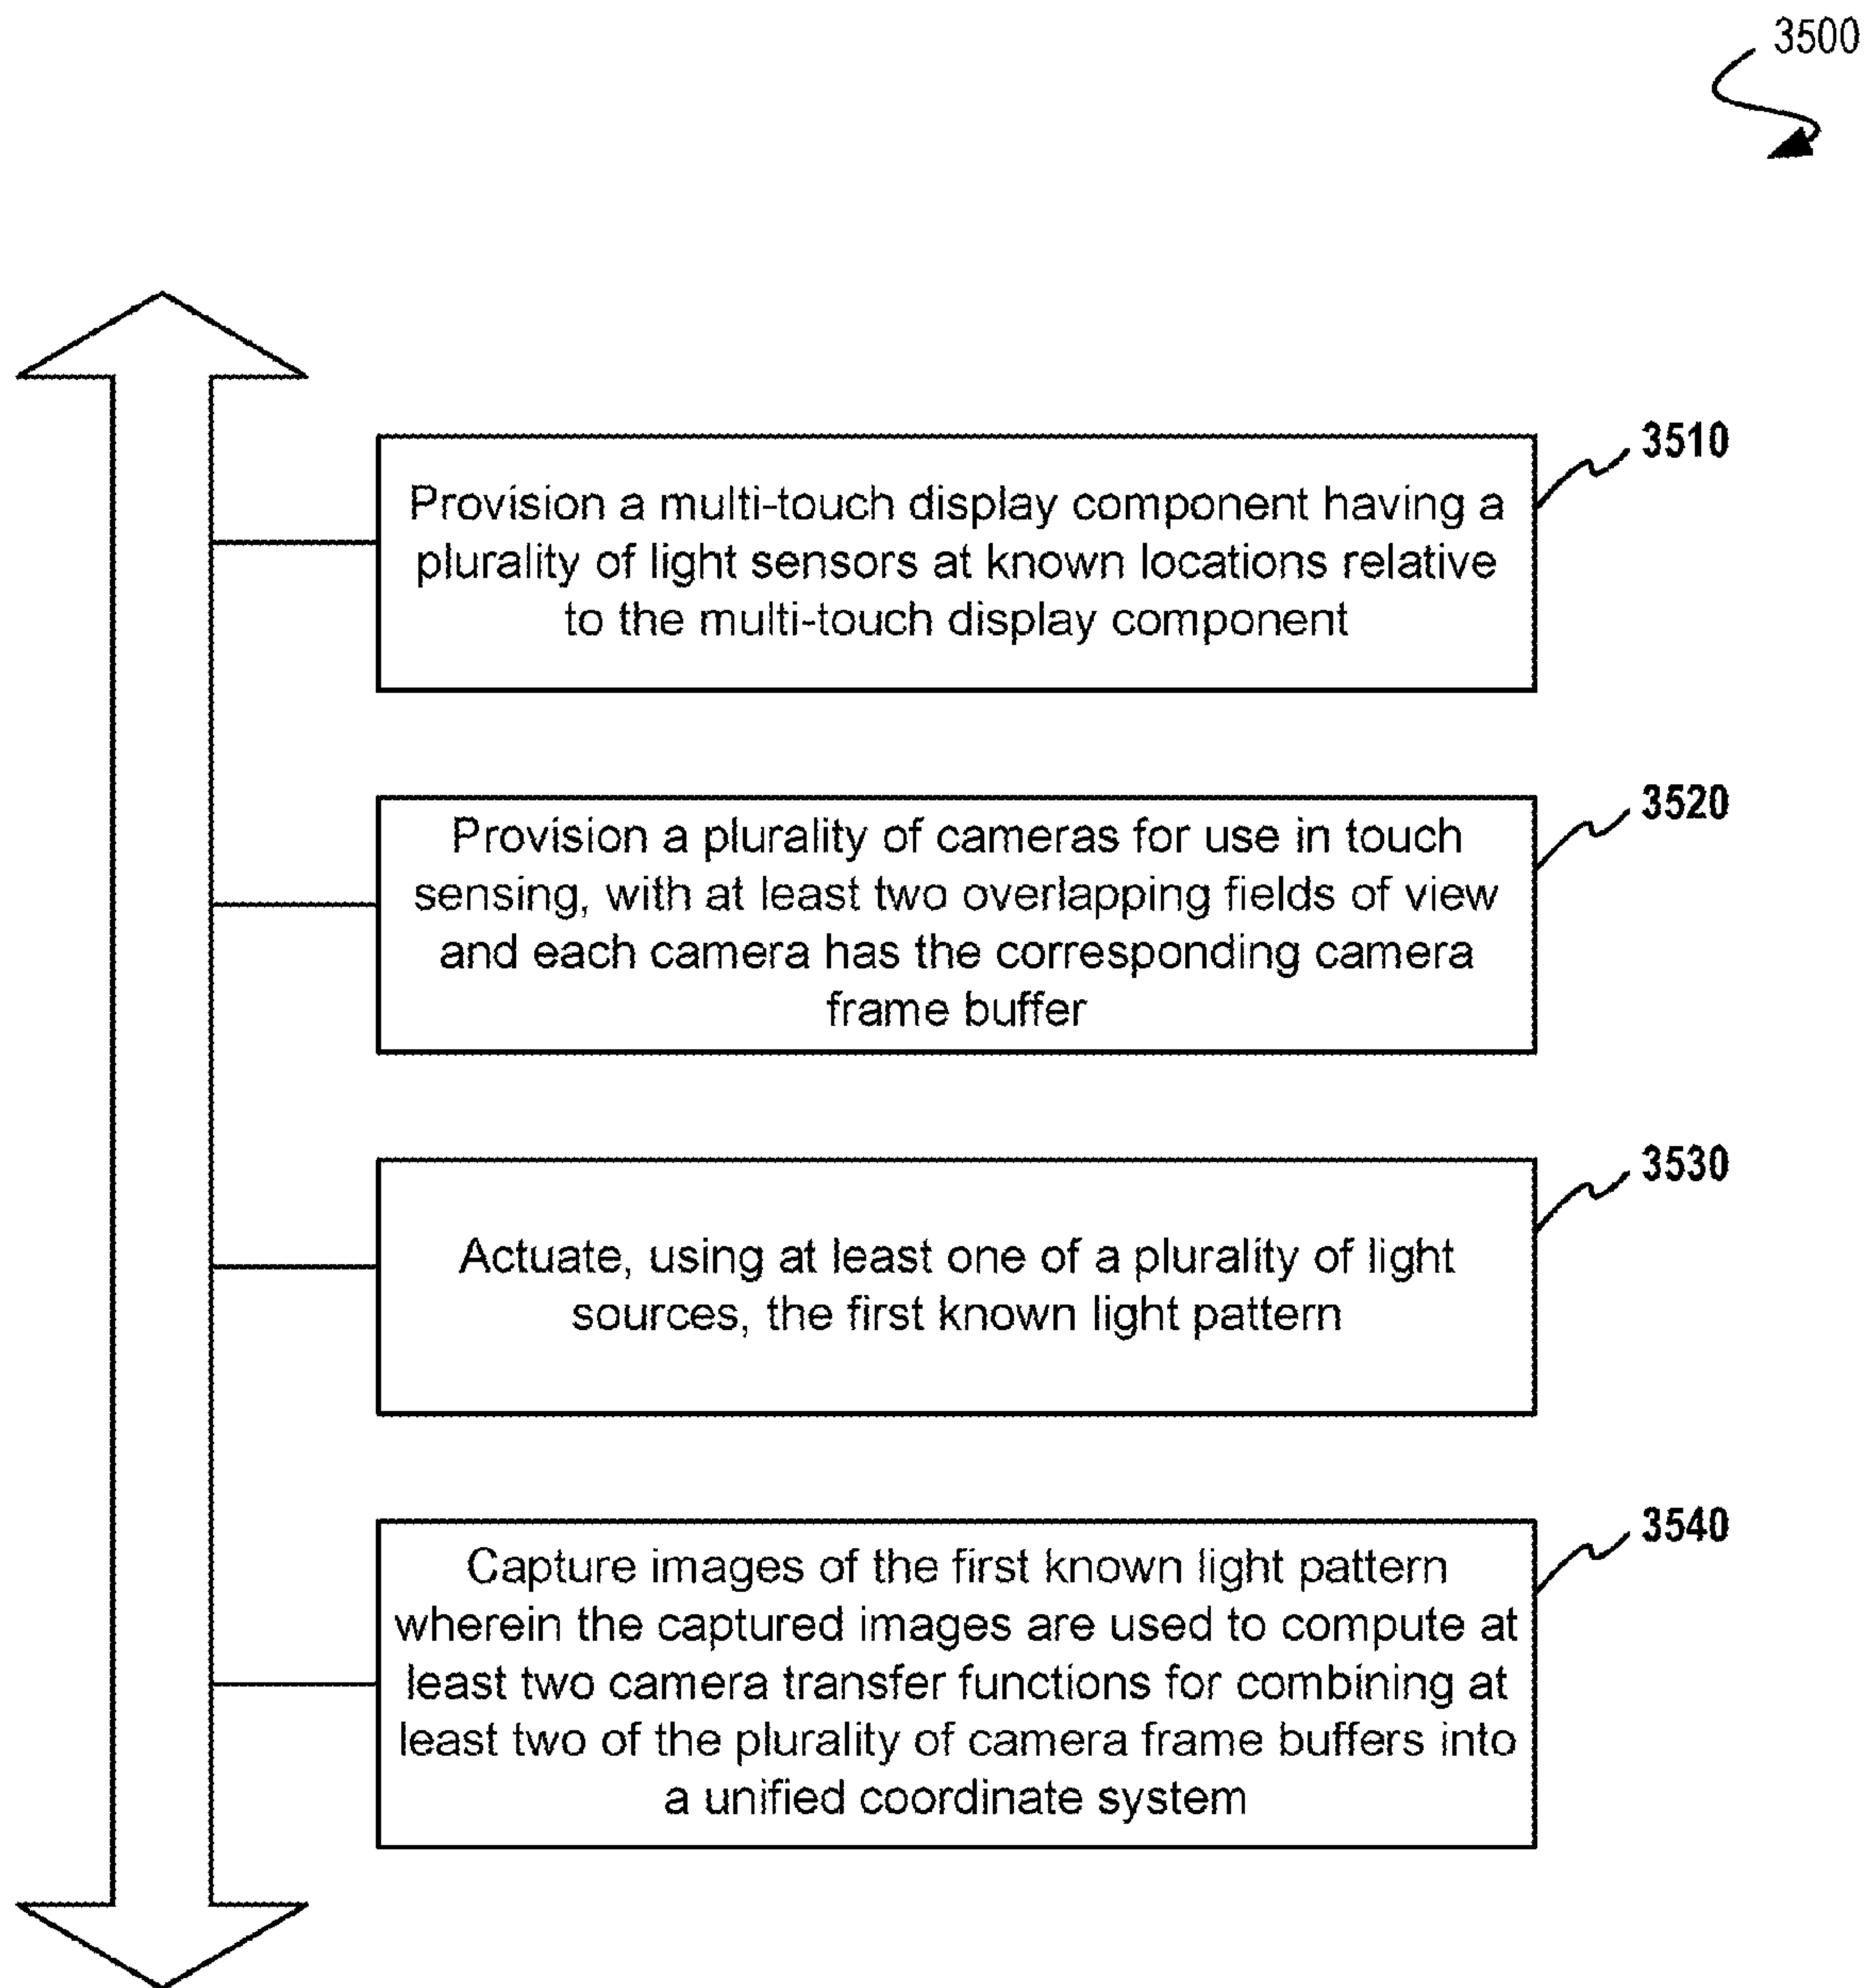 3500
3510
Provision a multi-touch display component having a
plurality of light sensors at known locations relative
to the multi-touch display component
3520
Provision a plurality of cameras for use in touch
sensing, with at least two overlapping fields of view
and each camera has the corresponding camera
frame buffer
3530
Actuate, using at least one of a plurality of light
sources, the first known light pattern
3540
Capture images of the first known light pattern
wherein the captured images are used to compute at
least two camera transfer functions for combining at
least two of the plurality of camera frame buffers into
a unified coordinate system